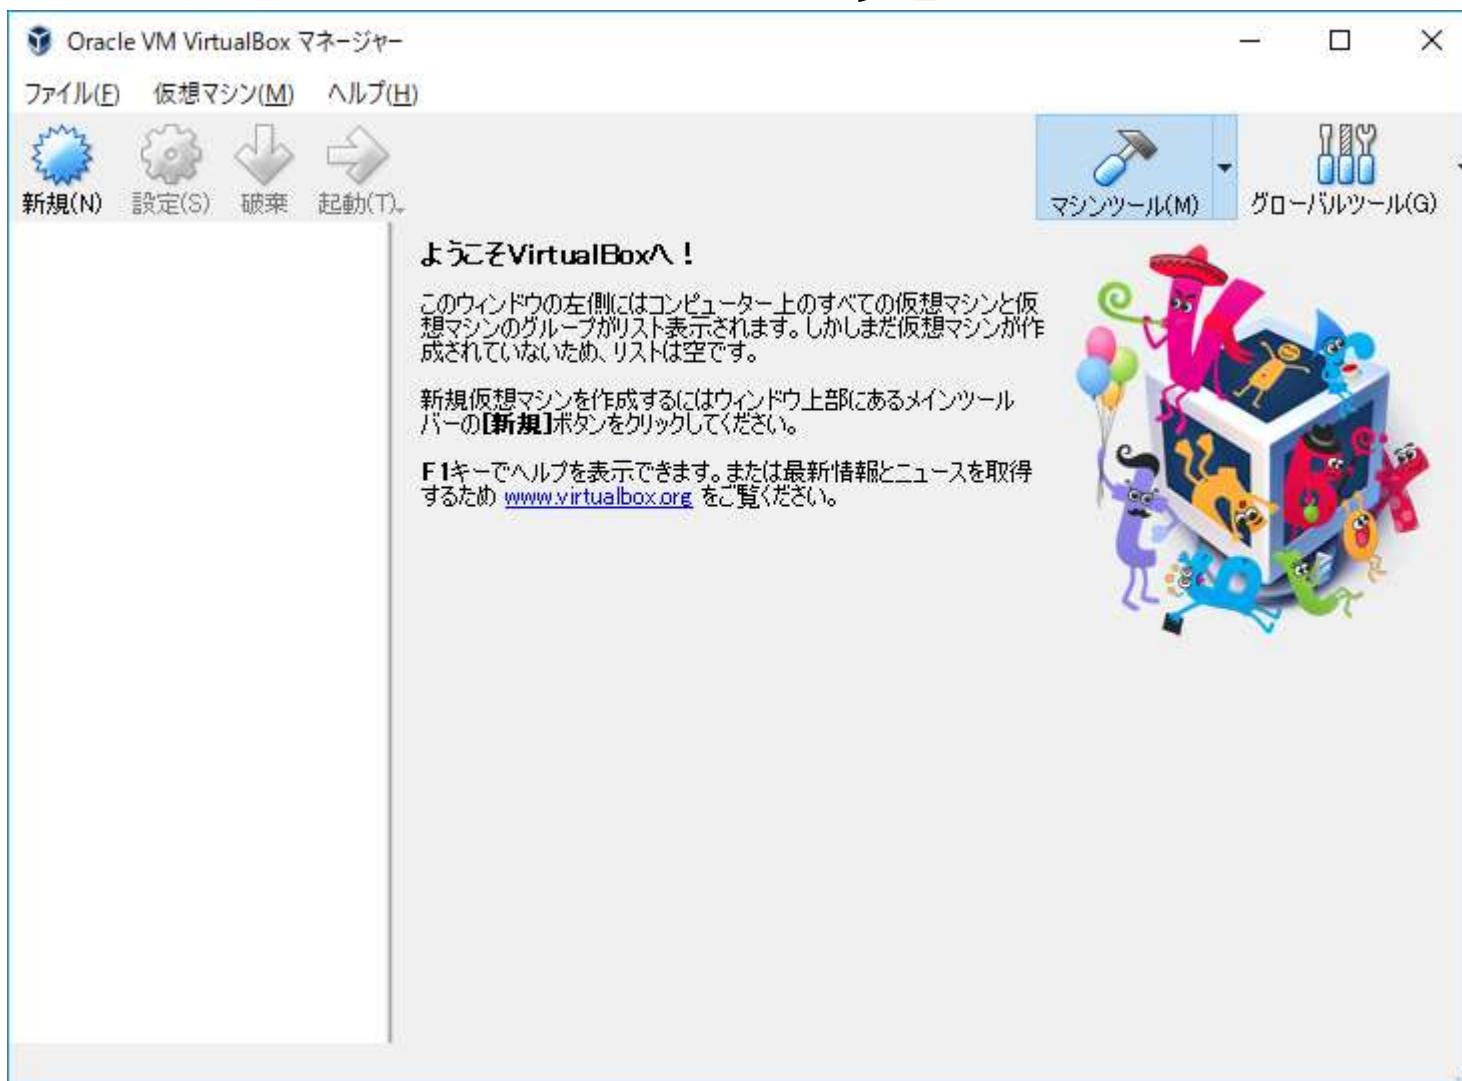 Oracle VM VirtualBox マネージャー
ファイル(F) 仮想マシン(M) ヘルプ(H)
新規(N) 設定(S) 破棄 起動(T) マシンツール(M) グローバルツール(G)
ようこそVirtualBoxへ！
このウィンドウの左側にはコンピューター上のすべての仮想マシンと仮
想マシンのグループがリスト表示されます。しかしまだ仮想マシンが作
成されていないため、リストは空です。
新規仮想マシンを作成するにはウィンドウ上部にあるメインツール
バーの[新規]ボタンをクリックしてください。
F1キーでヘルプを表示できます。または最新情報とニュースを取得
するため www.virtualbox.org をご覧ください。